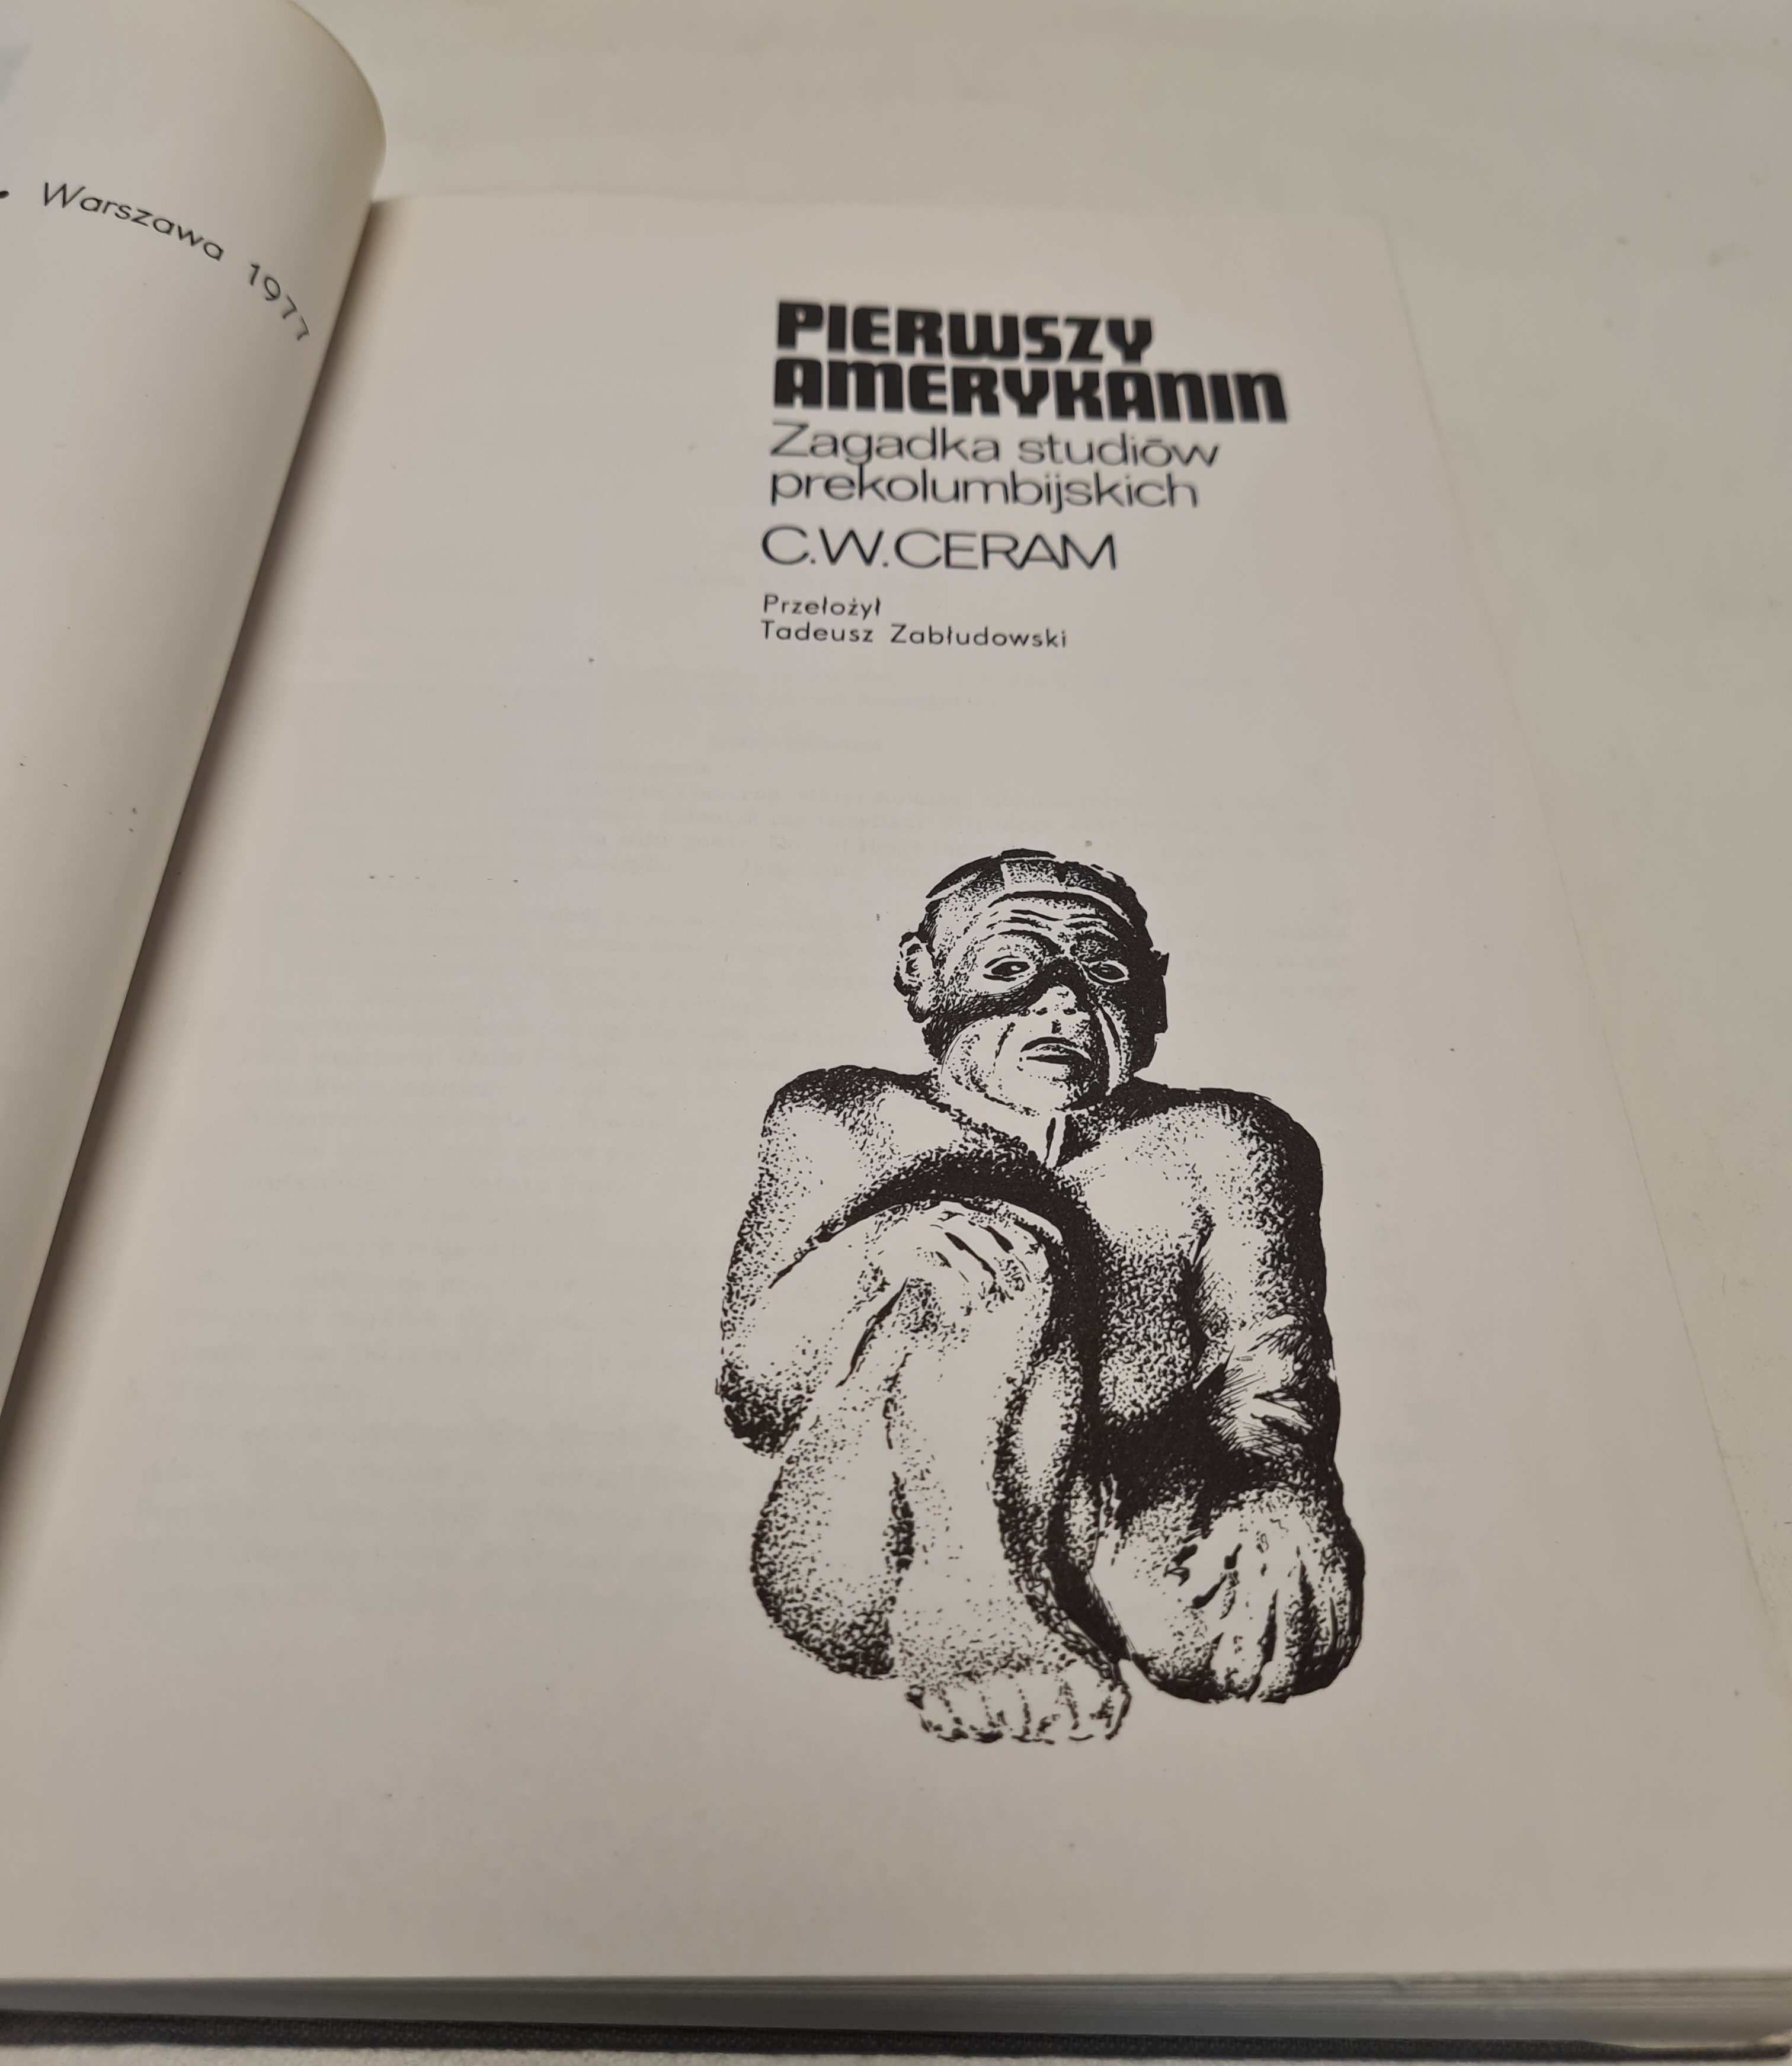 Warszawa 1977
PIERWSZY
AMERYKANIN
Zagadka studiów
prekolumbijskich
C.W.CERAM
Przełożył
Tadeusz Zabłudowski